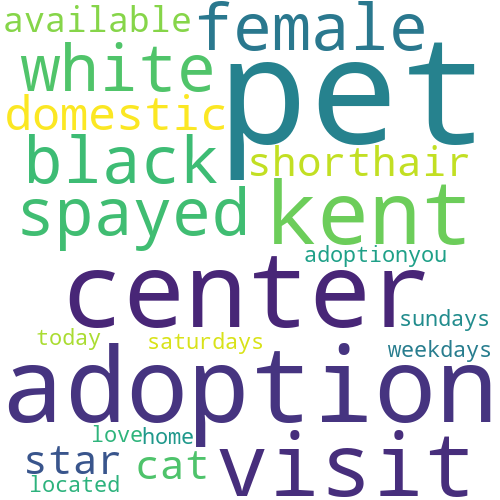 available female
white pet
domestic
black shorthair
spayed kent
adoptionyou
center
sundays
today saturdays weekdays
adoption
love home
star cat visit
located